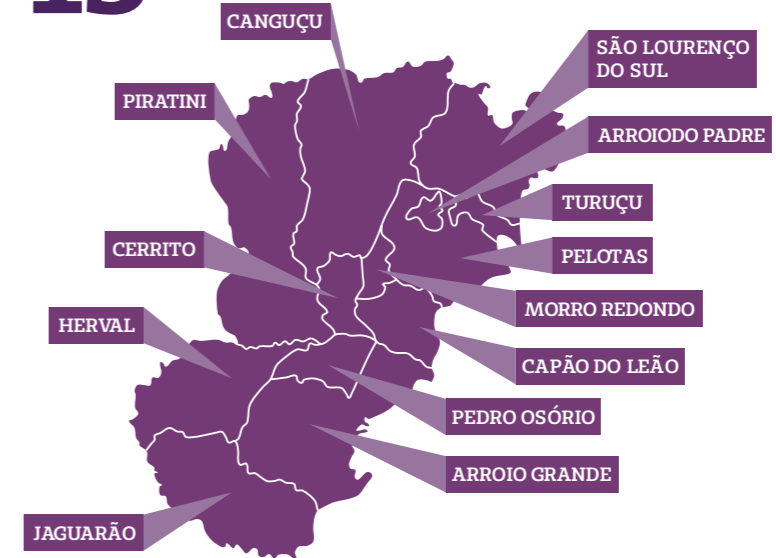 CANGUÇU
SÃO LOURENÇO
DO SUL
PIRATINI
ARROIODO PADRE
TURUÇU
CERRITO
PELOTAS
MORRO REDONDO
HERVAL
CAPÃO DO LEÃO
PEDRO OSÓRIO
ARROIO GRANDE
JAGUARÃO